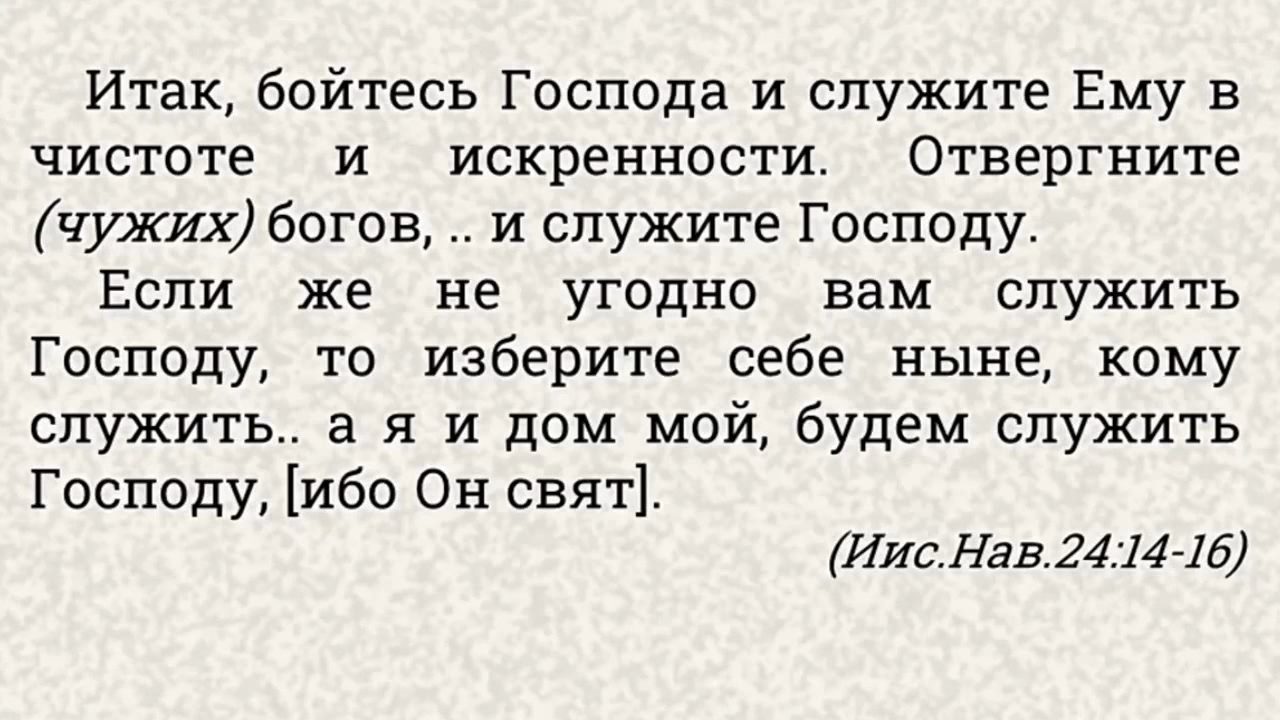 Итак, бойтесь Господа и служите Ему в
чистоте и искренности. Отвергните
(чужих) богов, .. и служите Господу.
Если же не угодно вам служить
Господу, то изберите себе ныне, кому
служить.. а я и дом мой, будем служить
Господу, [ибо Он свят].
(Иис.Нав.24:14-16)